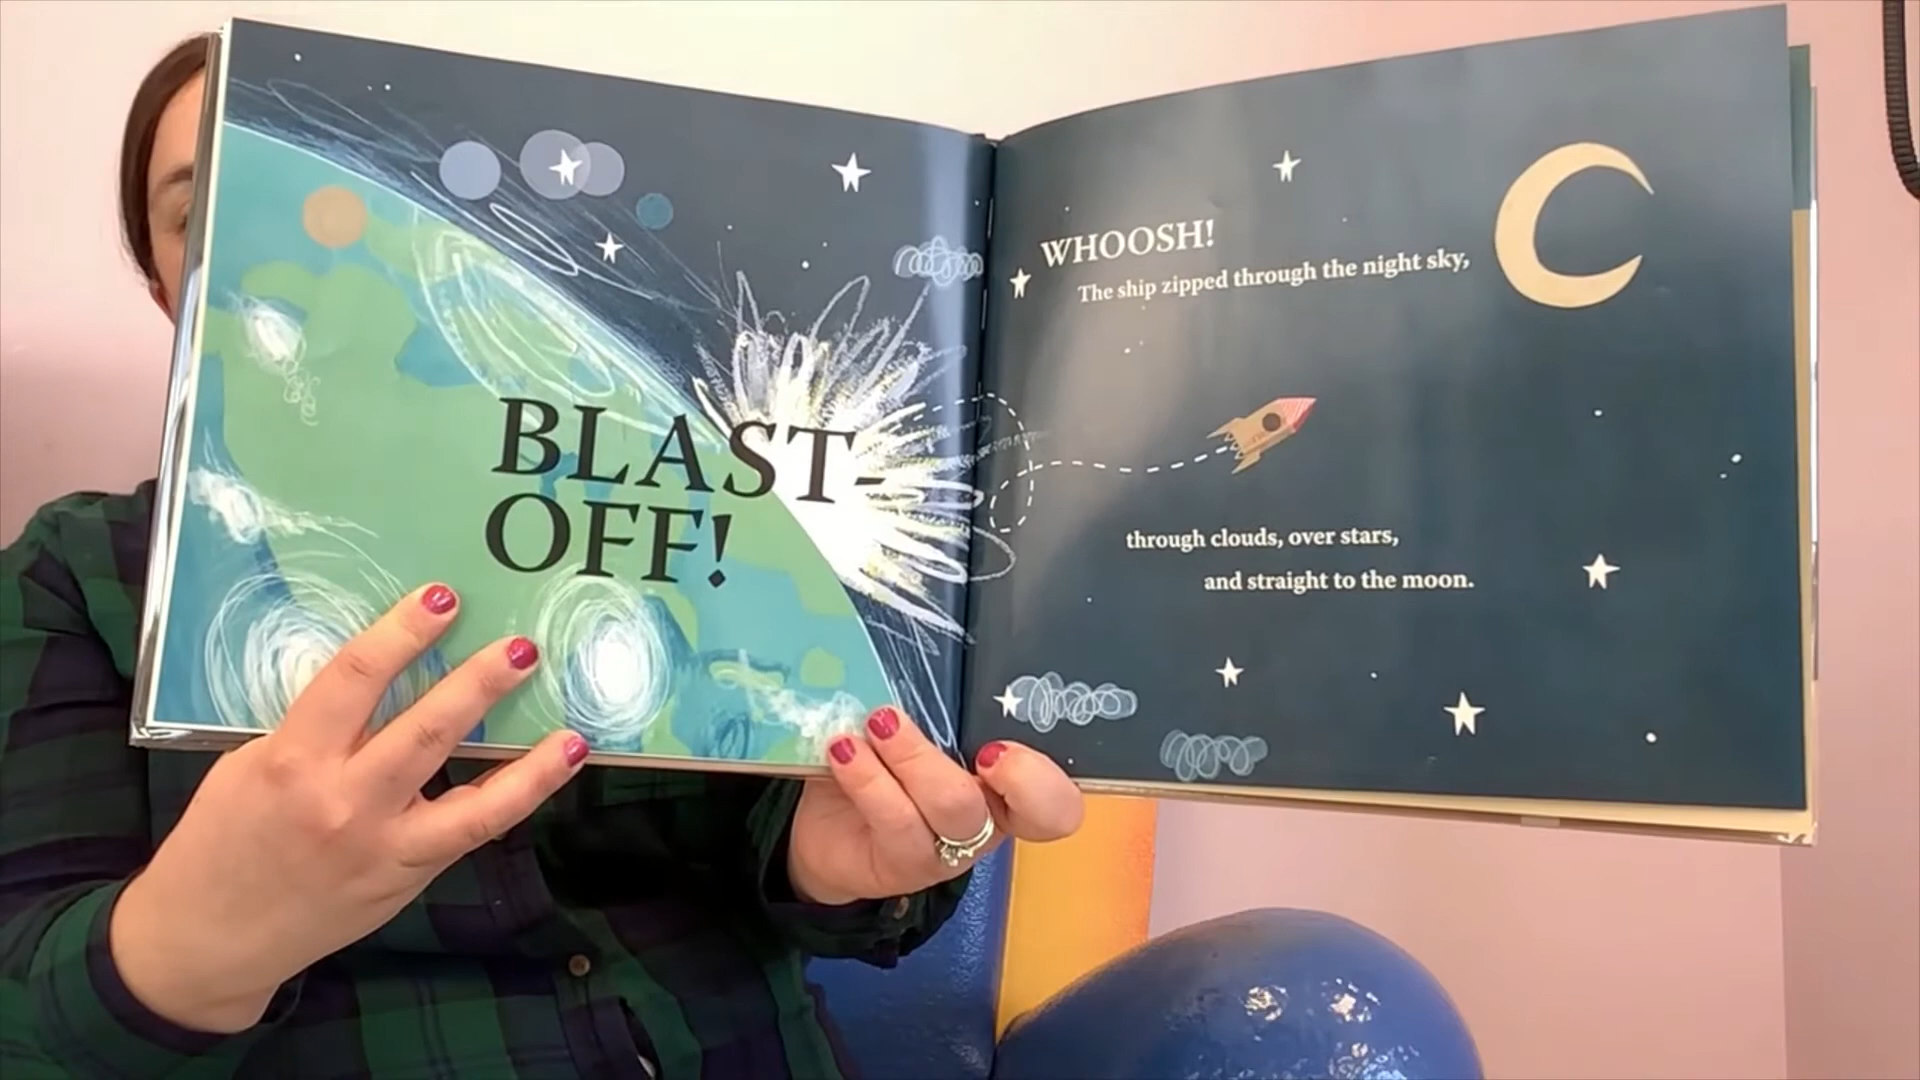 BLAST-
OFF!
WHOOSH!
The ship zipped through the night sky,
through clouds, over stars,
and straight to the moon.